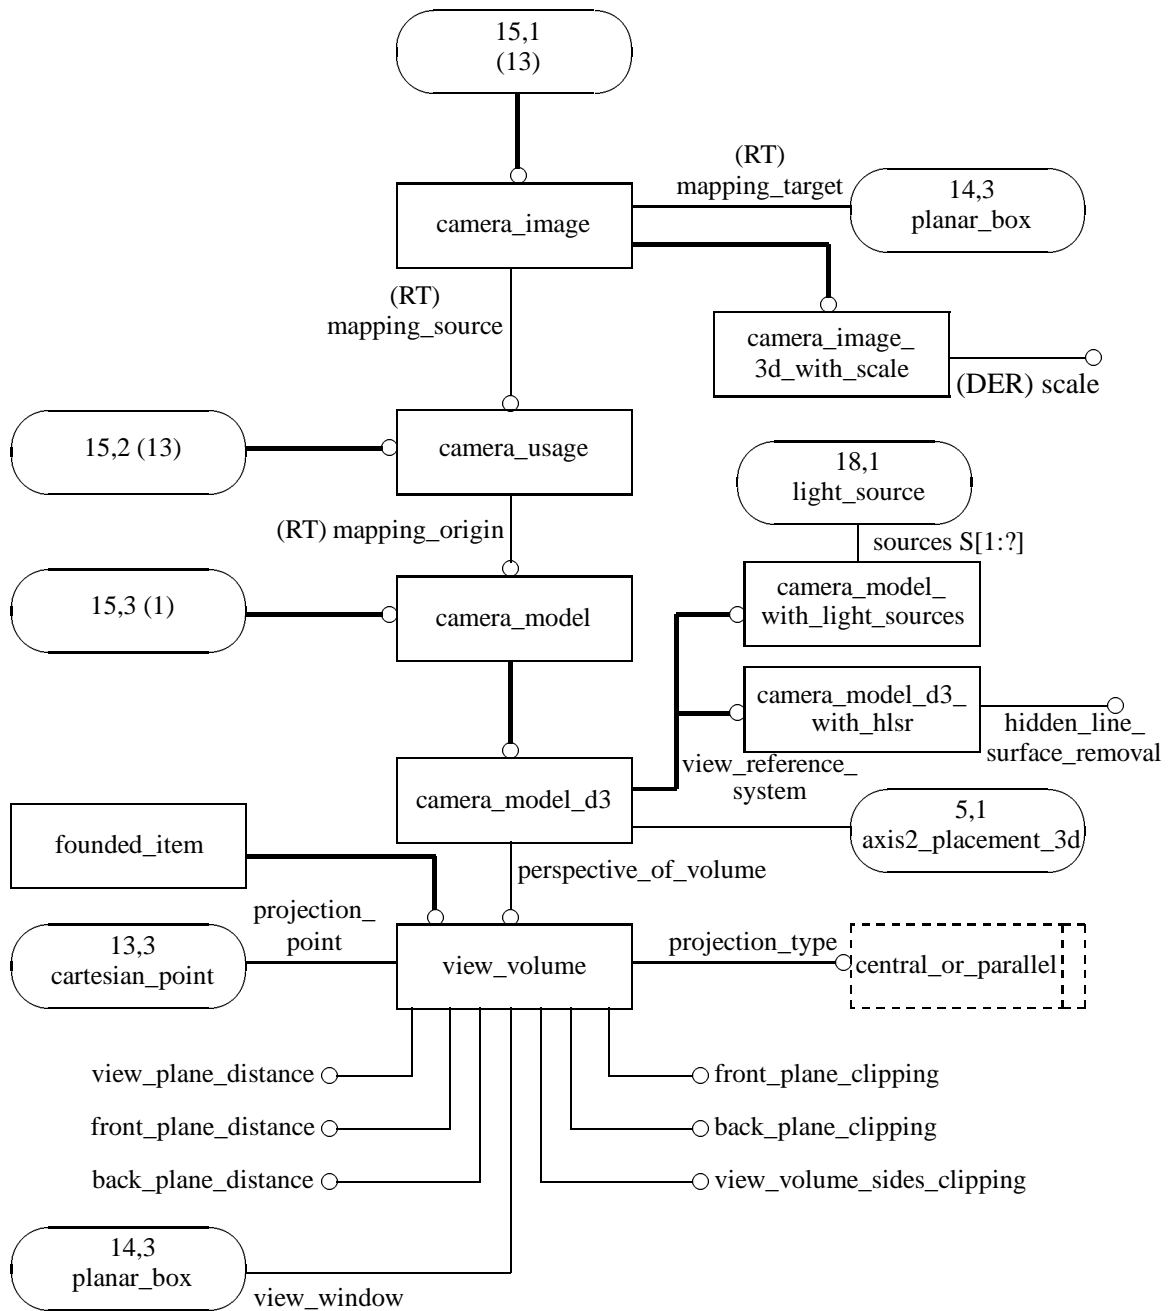 15,1
(13)
(RT)
mapping_target
14,3
planar_box
camera_image
(RT)
mapping_source
camera_image_
3d_with_scale
(DER) scale
15,2 (13)
camera_usage
18,1
light_source
(RT) mapping_origin
sources S[1:?]
15,3 (1)
camera_model
camera_model_
with_light_sources
camera_model_d3_
with_hlsr
hidden_line_
surface_removal
view_reference_
system
camera_model_d3
5,1
axis2_placement_3d
founded_item
perspective_of_volume
projection_
point
13,3
cartesian_point
view_volume
projection_type
central_or_parallel
view_plane_distance
front_plane_clipping
front_plane_distance
back_plane_clipping
back_plane_distance
view_volume_sides_clipping
14,3
planar_box
view_window